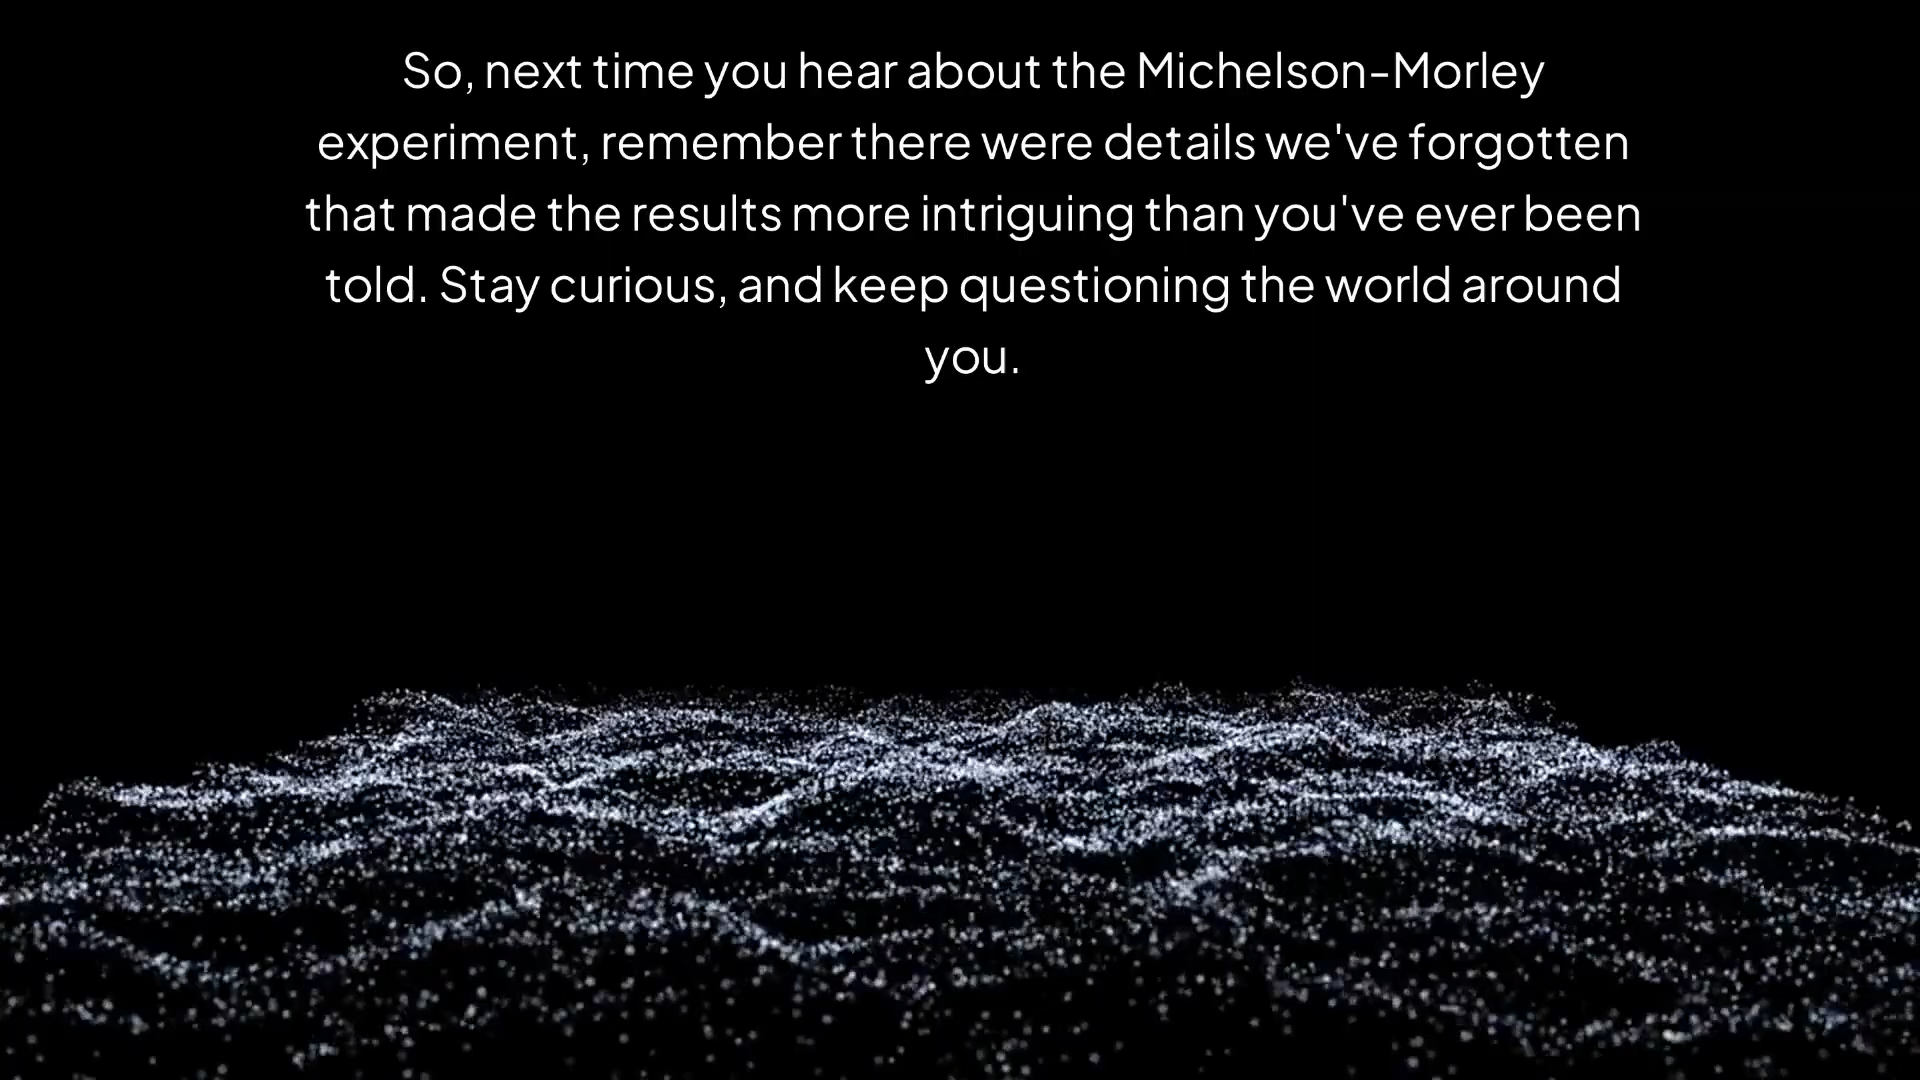 So, next time you hear about the Michelson-Morley
experiment, remember there were details we've forgotten
that made the results more intriguing than you've ever been
told. Stay curious, and keep questioning the world around
you.